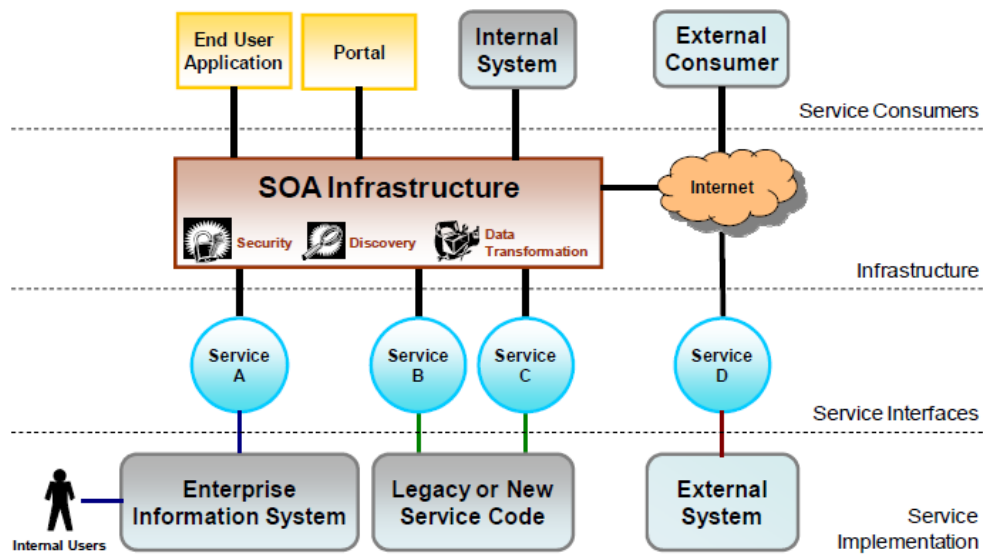 End User
Application
Portal
Internal
System
External
Consumer
Service Consumers
SOA Infrastructure
Internet
Security
Discovery
Data
Transformation
Infrastructure
Service
A
Service
B
Service
C
Service
D
Service Interfaces
Enterprise
Information System
Legacy or New
Service Code
External
System
Service
Implementation
Internal Users